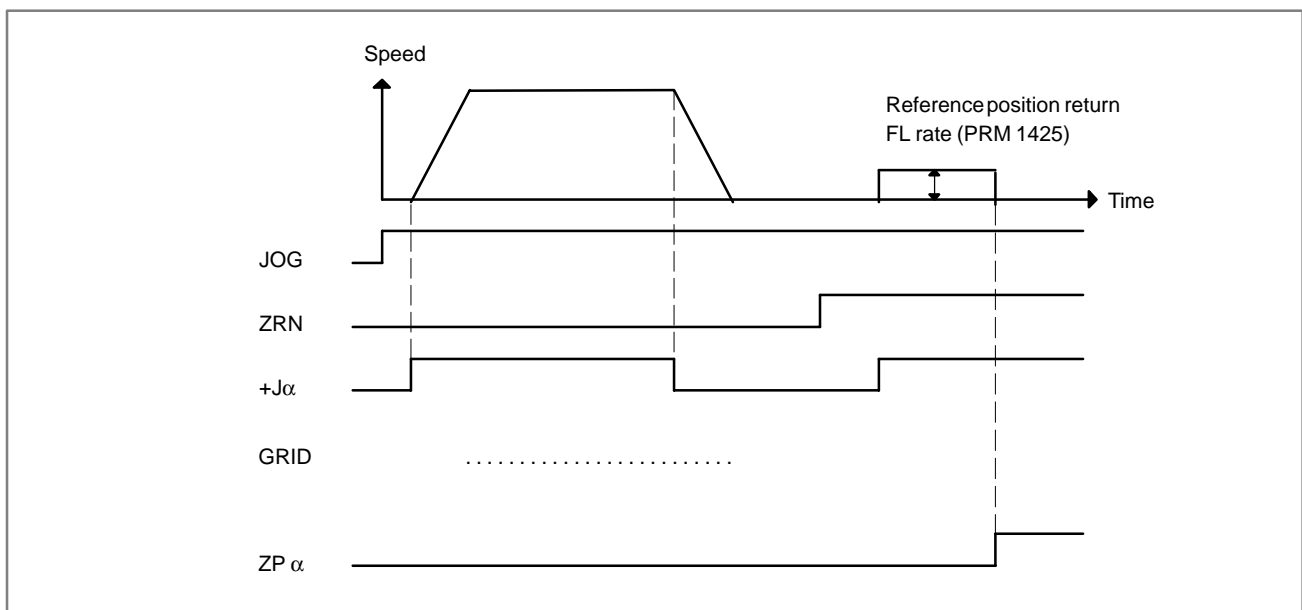 Speed
Reference position return
FL rate (PRM 1425)
Time
JOG
ZRN
+Jα
GRID
ZP α